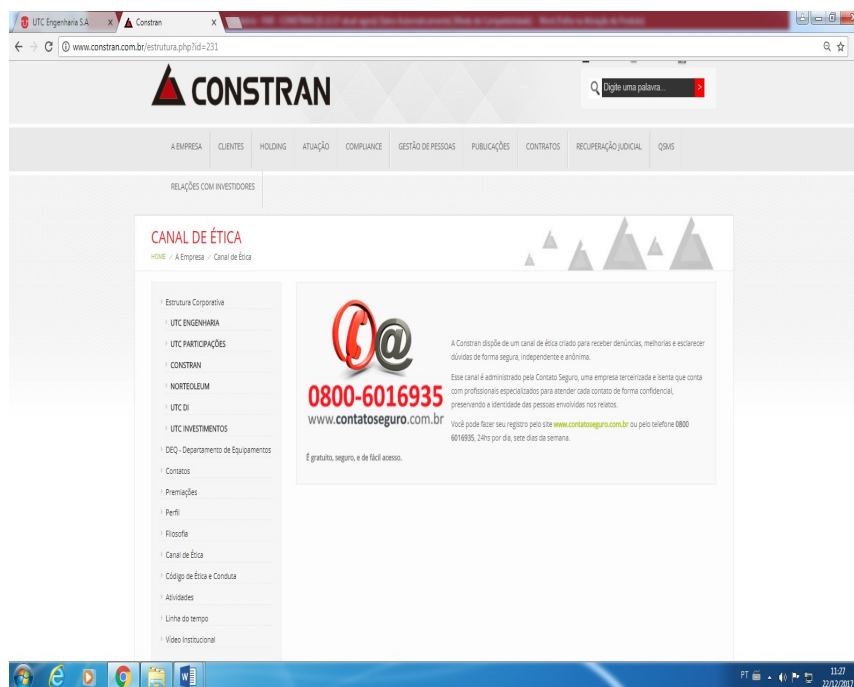 UTC Engenharia S.A
Constran
www.constran.com.br/estrutura.php?id=231
CONSTRAN
Digite uma palavra...
A EMPRESA CLIENTES HOLDING ATUAÇÃO COMPLIANCE GESTÃO DE PESSOAS PUBLICAÇÕES CONTRATOS RECUPERAÇÃO JUDICIAL QSMS
RELAÇÕES COM INVESTIDORES
CANAL DE ÉTICA
HOME / A Empresa / Canal de Ética
Estrutura Corporativa
UTC ENGENHARIA
UTC PARTICIPAÇÕES
CONSTRAN
NORTEOLEUM
UTC DI
UTC INVESTIMENTOS
DEQ - Departamento de Equipamentos
Contatos
Premiações
Perfil
Filosofia
Canal de Ética
Código de Ética e Conduta
Atividades
Linha do tempo
Vídeo Institucional
0800-6016935
www.contatoseguro.com.br
A Constran dispõe de um canal de ética criado para receber denúncias, melhorias e esclarecer
dúvidas de forma segura, independente e anônima.
Esse canal é administrado pela Contato Seguro, uma empresa terceirizada e isenta que conta
com profissionais especializados para atender cada contato de forma confidencial,
preservando a identidade das pessoas envolvidas nos relatos.
Você pode fazer seu registro pelo site www.contatoseguro.com.br ou pelo telefone 0800
6016935, 24hs por dia, sete dias da semana.
É gratuito, seguro, e de fácil acesso.
PT
11:27
22/12/2017